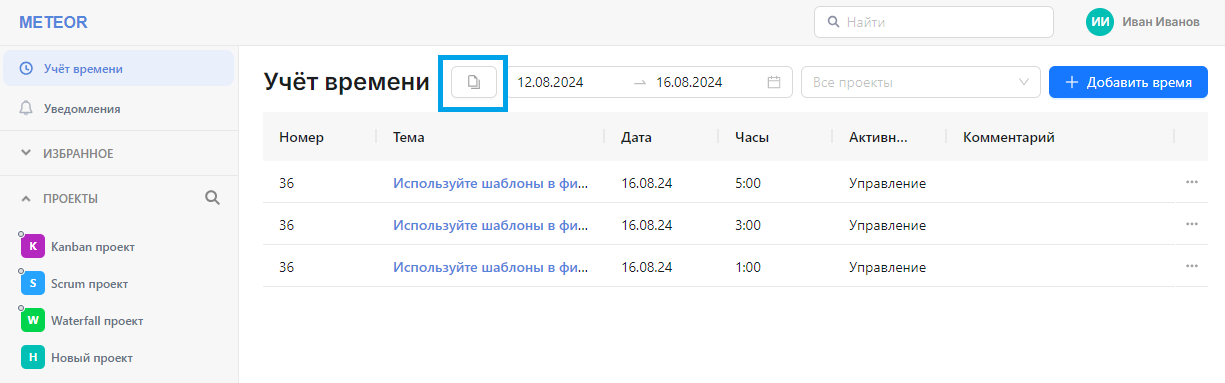 METEOR
Найти
ИИ Иван Иванов
Учёт времени
Уведомления
ИЗБРАННОЕ
ПРОЕКТЫ
K Kanban проект
S Scrum проект
W Waterfall проект
Н Новый проект
Учёт времени 12.08.2024 → 16.08.2024 Все проекты + Добавить время
Номер Тема Дата Часы Активн... Комментарий
36 Используйте шаблоны в фи... 16.08.24 5:00 Управление ...
36 Используйте шаблоны в фи... 16.08.24 3:00 Управление ...
36 Используйте шаблоны в фи... 16.08.24 1:00 Управление ...